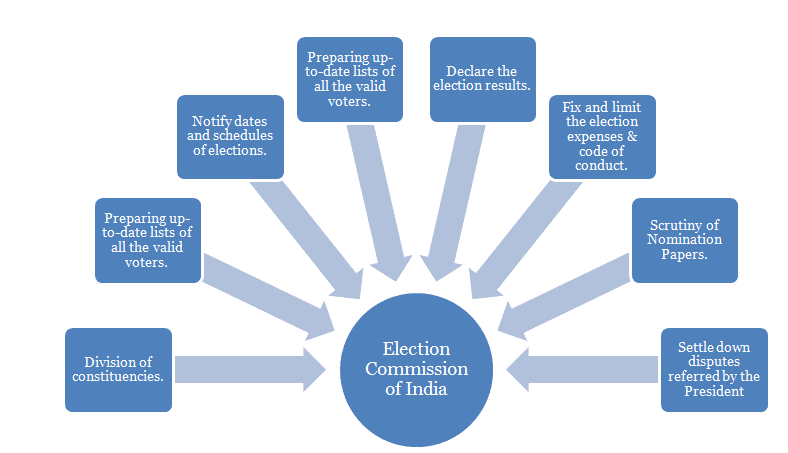 Preparing up-
to-date lists of
all the valid
voters.
Declare the
election results.
Notify dates
and schedules
of elections.
Fix and limit
the election
expenses &
code of
conduct.
Preparing up-
to-date lists of
all the valid
voters.
Scrutiny of
Nomination
Papers.
Division of
constituencies.
Election
Commission
of India
Settle down
disputes
referred by the
President